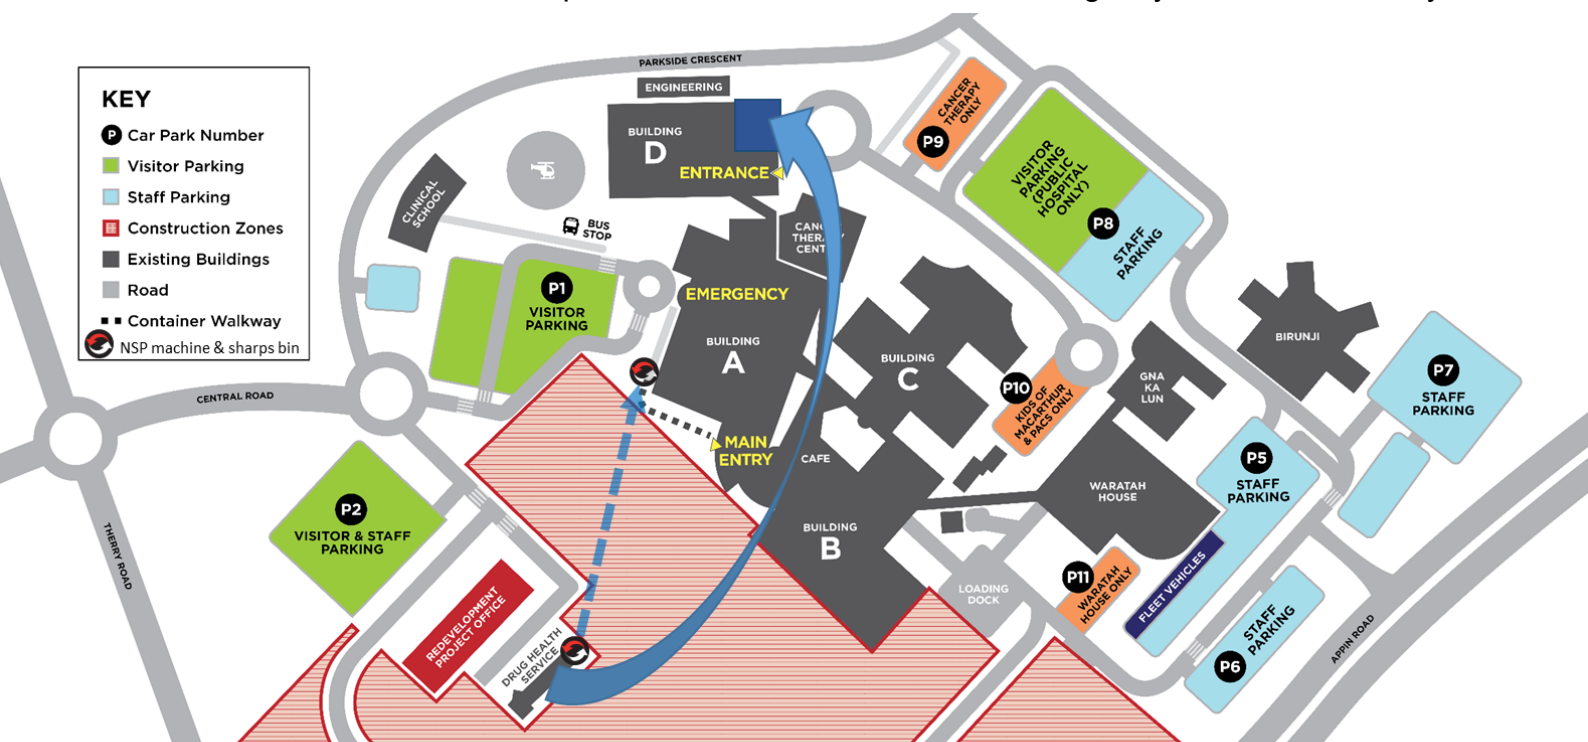 PARKSIDE CRESCENT
KEY
P Car Park Number
Visitor Parking
Staff Parking
Construction Zones
Existing Buildings
Road
Container Walkway
NSP machine & sharps bin
ENGINEERING
BUILDING
D
ENTRANCE
CLINICAL
SCHOOL
BUS
STOP
P9
CANCER
THERAPY
ONLY
VISITOR
PARKING
(PUBLIC
HOSPITAL
ONLY)
P8
STAFF
PARKING
P1
VISITOR
PARKING
EMERGENCY
BUILDING
A
BUILDING
C
MAIN
ENTRY
CAFE
BUILDING
B
P10
KIDS OF
MACARTHUR
& PACS ONLY
GNA
KA
LUN
BIRUNJI
P7
STAFF
PARKING
P5
STAFF
PARKING
WARATAH
HOUSE
CENTRAL ROAD
THERRY ROAD
P2
VISITOR & STAFF
PARKING
REDEVELOPMENT
PROJECT OFFICE
DRUG HEALTH
SERVICE
LOADING
DOCK
P11
WARATAH
HOUSE ONLY
FLEET VEHICLES
P6
STAFF
PARKING
APPIN ROAD